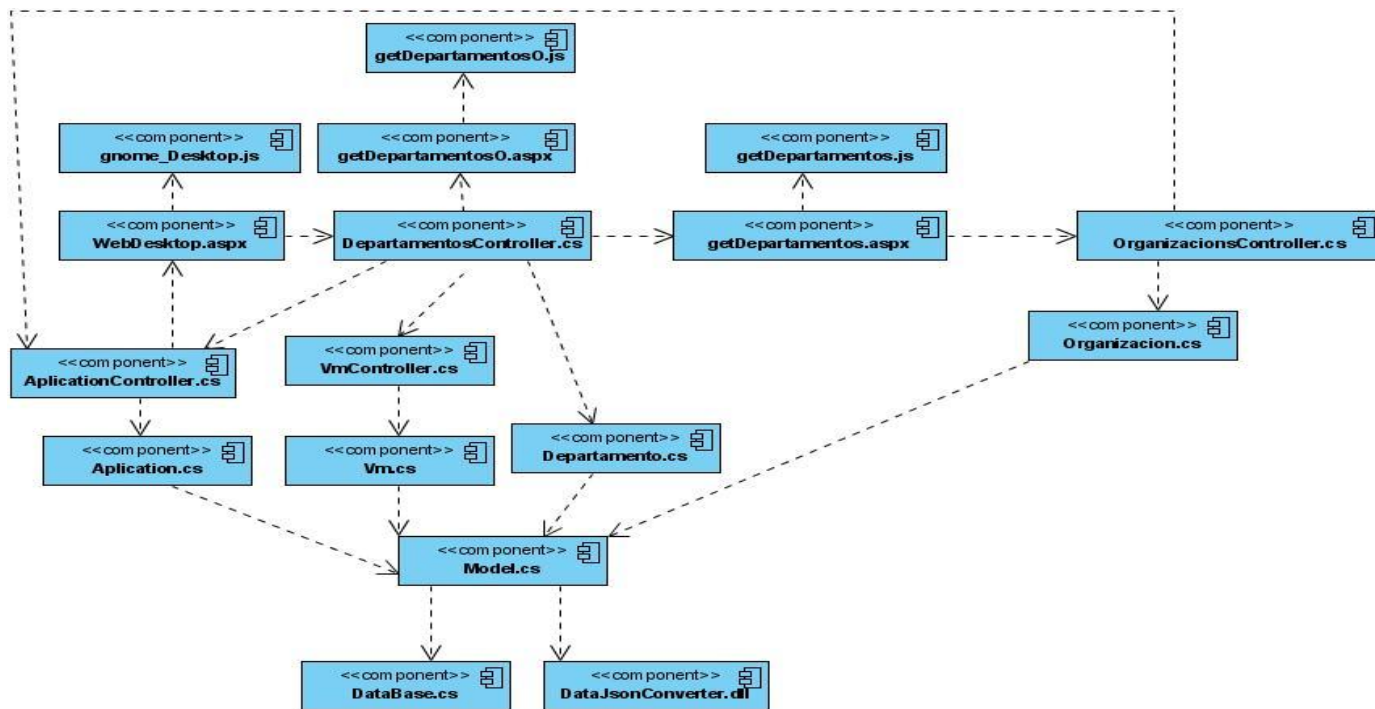 <<component>>
getDepartamentosO.js
<<component>>
gnome_Desktop.js
<<component>>
getDepartamentosO.aspx
<<component>>
getDepartamentos.js
<<component>>
WebDesktop.aspx
<<component>>
DepartamentosController.cs
<<component>>
getDepartamentos.aspx
<<component>>
OrganizacionsController.cs
<<component>>
Organizacion.cs
<<component>>
AplicationController.cs
<<component>>
VmController.cs
<<component>>
Aplication.cs
<<component>>
Vm.cs
<<component>>
Departamento.cs
<<component>>
Model.cs
<<component>>
DataBase.cs
<<component>>
DataJsonConverter.dll